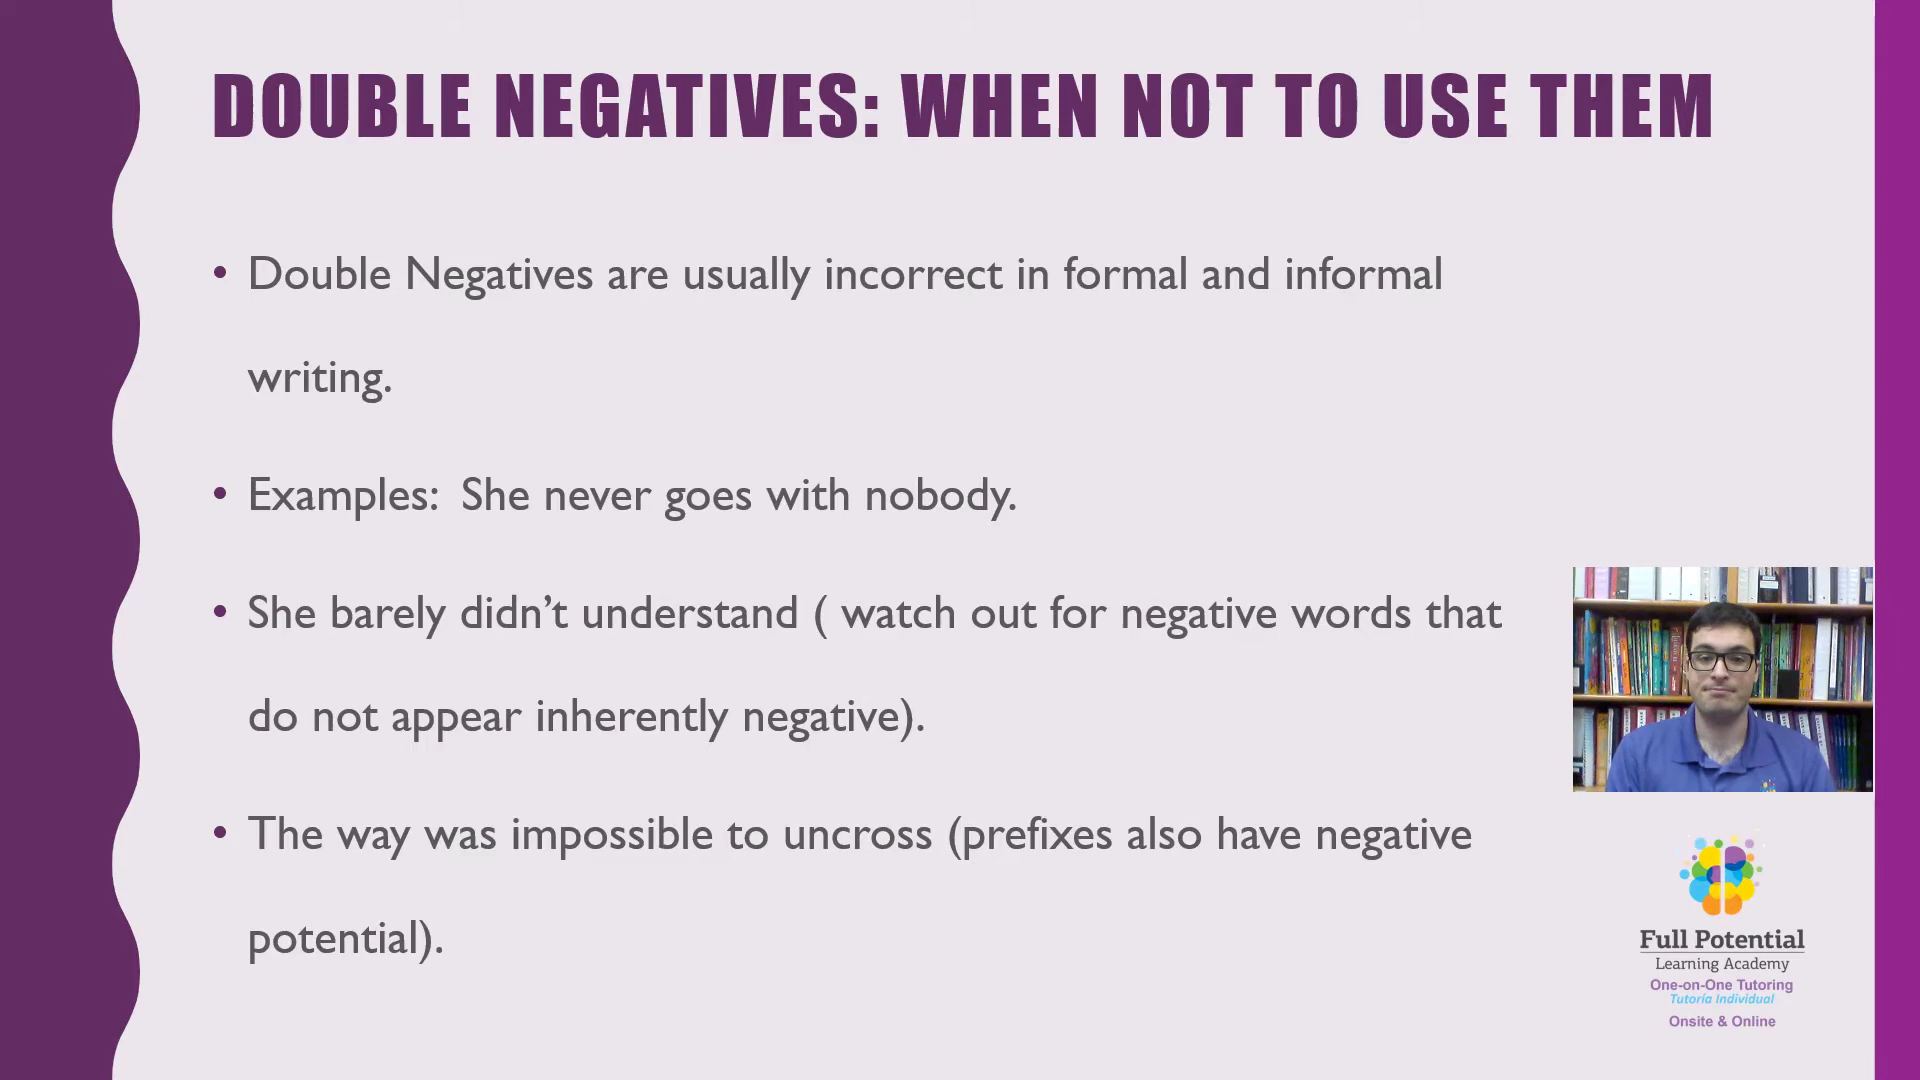 DOUBLE NEGATIVES: WHEN NOT TO USE THEM
• Double Negatives are usually incorrect in formal and informal
writing.
• Examples:  She never goes with nobody.
• She barely didn’t understand ( watch out for negative words that
do not appear inherently negative).
• The way was impossible to uncross (prefixes also have negative
potential).
Full Potential
Learning Academy
One-on-One Tutoring
Tutoría Individual
Onsite & Online